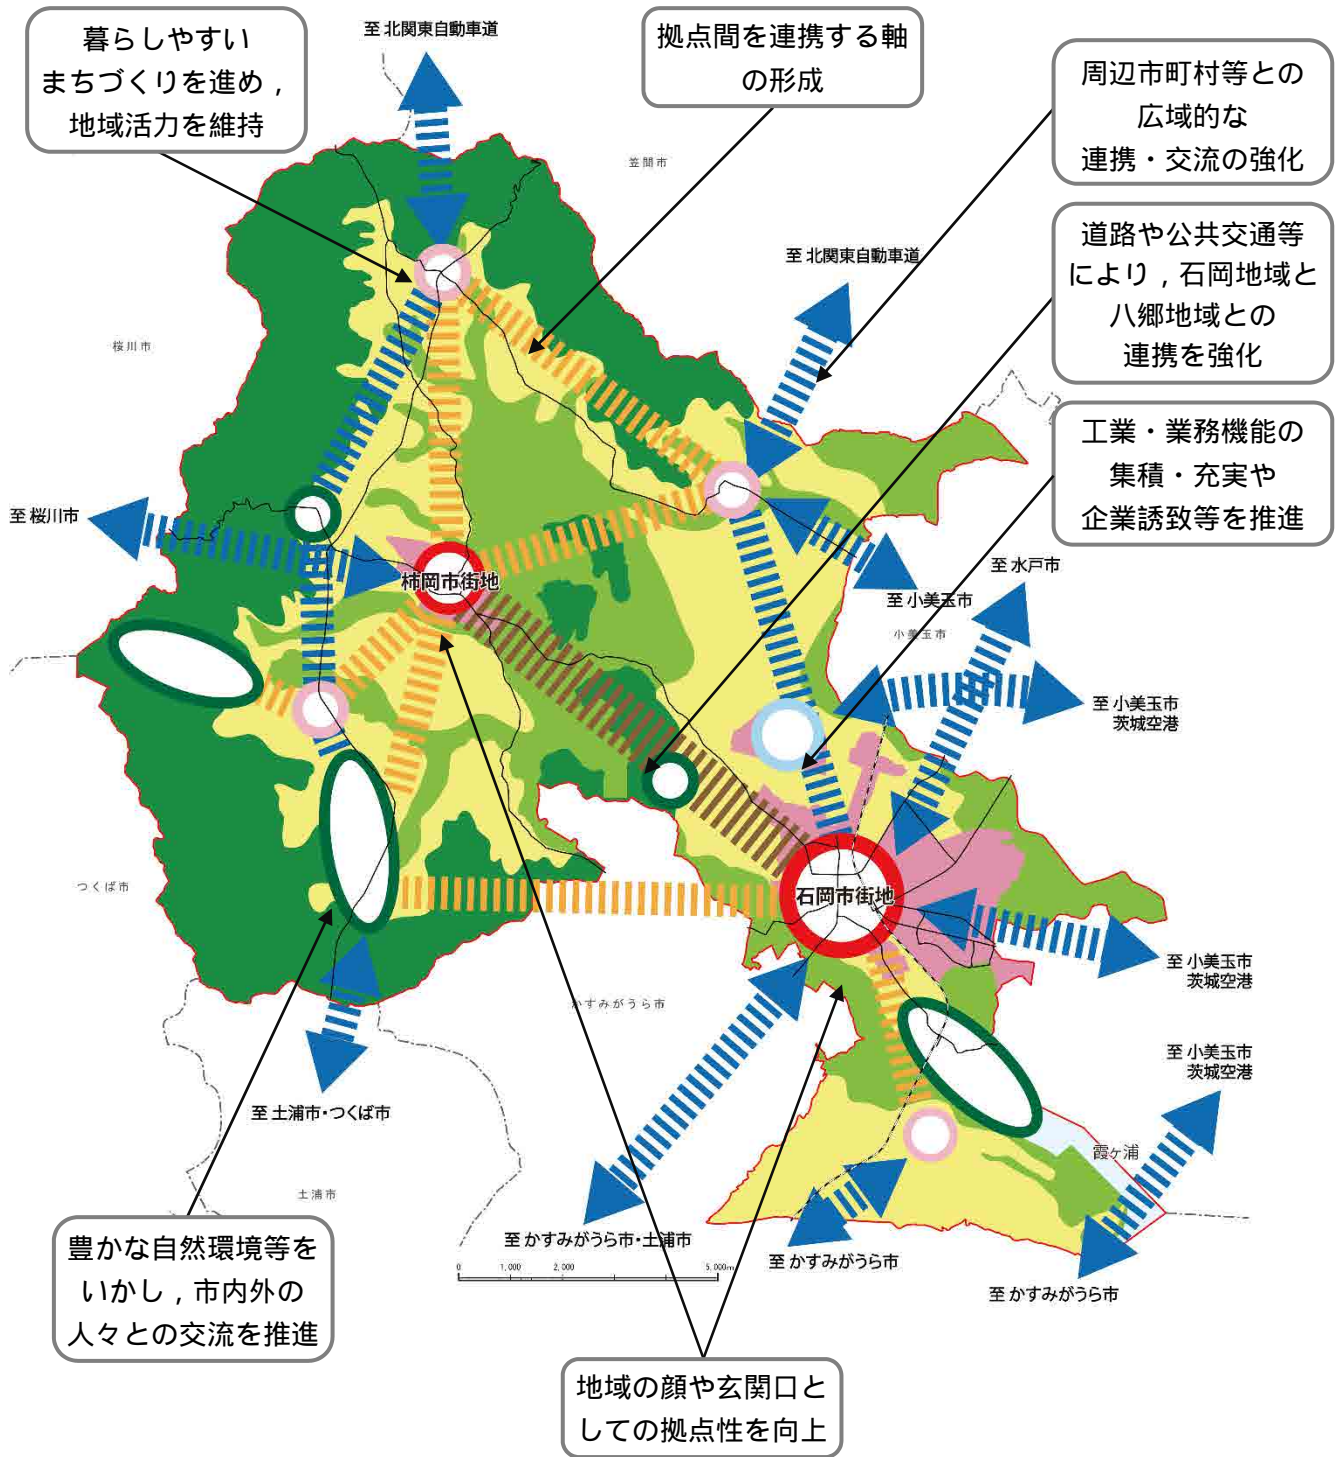 暮らしやすい
まちづくりを進め，
地域活力を維持
至 北関東自動車道
拠点間を連携する軸
の形成
周辺市町村等との
広域的な
連携・交流の強化
笠間市
道路や公共交通等
により，石岡地域と
八郷地域との
連携を強化
至 北関東自動車道
桜川市
工業・業務機能の
集積・充実や
企業誘致等を推進
至 桜川市
至 水戸市
柿岡市街地
至 小美玉市
小美玉市
至 小美玉市
茨城空港
つくば市
石岡市街地
至 小美玉市
茨城空港
かすみがうら市
至 小美玉市
茨城空港
至 土浦市・つくば市
霞ヶ浦
土浦市
至 かすみがうら市・土浦市
至 かすみがうら市
至 かすみがうら市
0 1,000 2,000 5,000m
豊かな自然環境等を
いかし，市内外の
人々との交流を推進
地域の顔や玄関口と
しての拠点性を向上